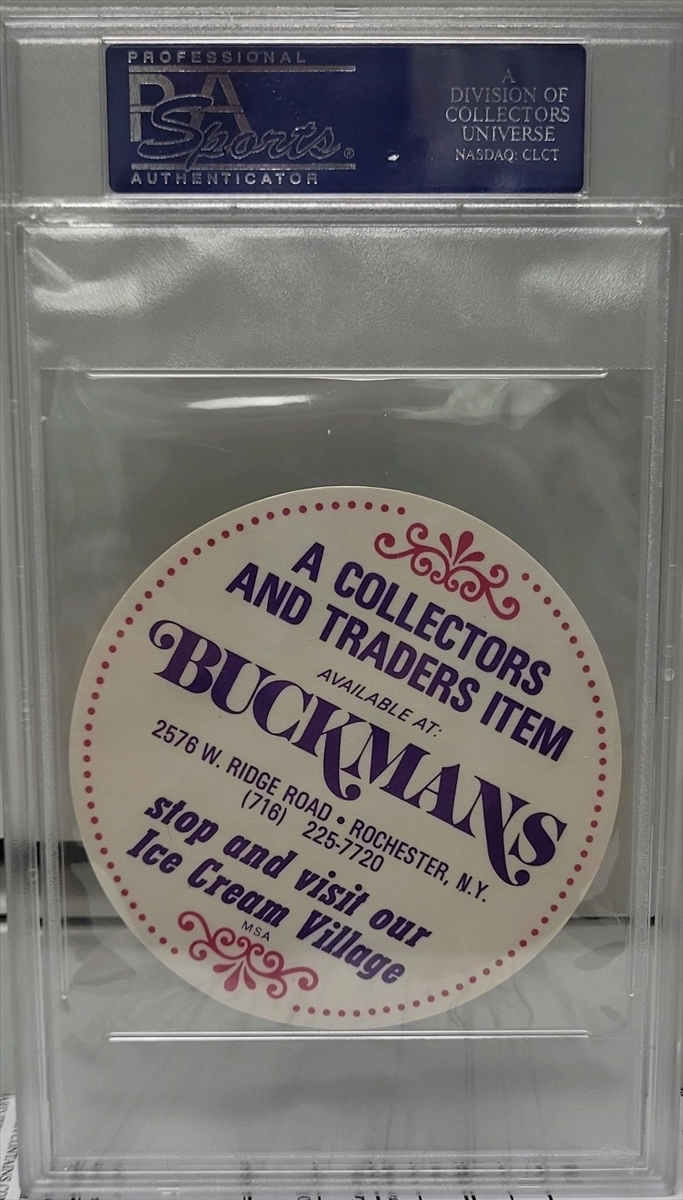 PROFESSIONAL
PSA
Sports®
AUTHENTICATOR
A
DIVISION OF
COLLECTORS
UNIVERSE
NASDAQ: CLCT
A COLLECTORS
AND TRADERS ITEM
AVAILABLE AT:
BUCKMANS
2576 W. RIDGE ROAD • ROCHESTER, N.Y.
(716) 225-7720
stop and visit our
Ice Cream Village
MSA